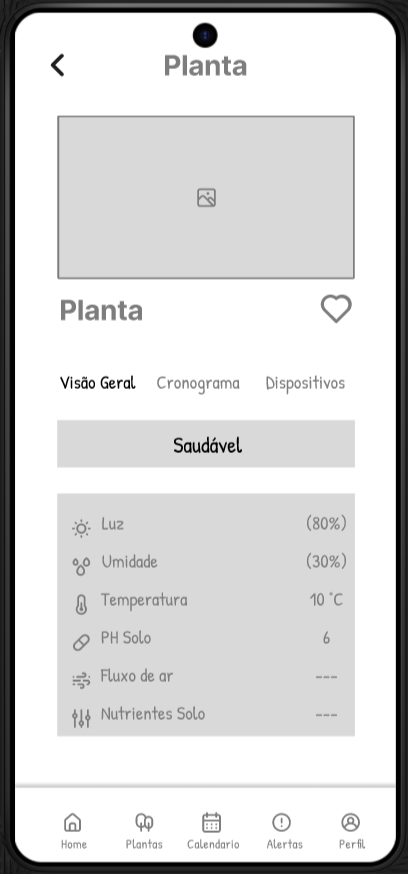 Planta
Planta
Visão Geral Cronograma Dispositivos
Saudável
Luz (80%)
Umidade (30%)
Temperatura 10 °C
PH Solo 6
Fluxo de ar ---
Nutrientes Solo ---
Home Plantas Calendario Alertas Perfil